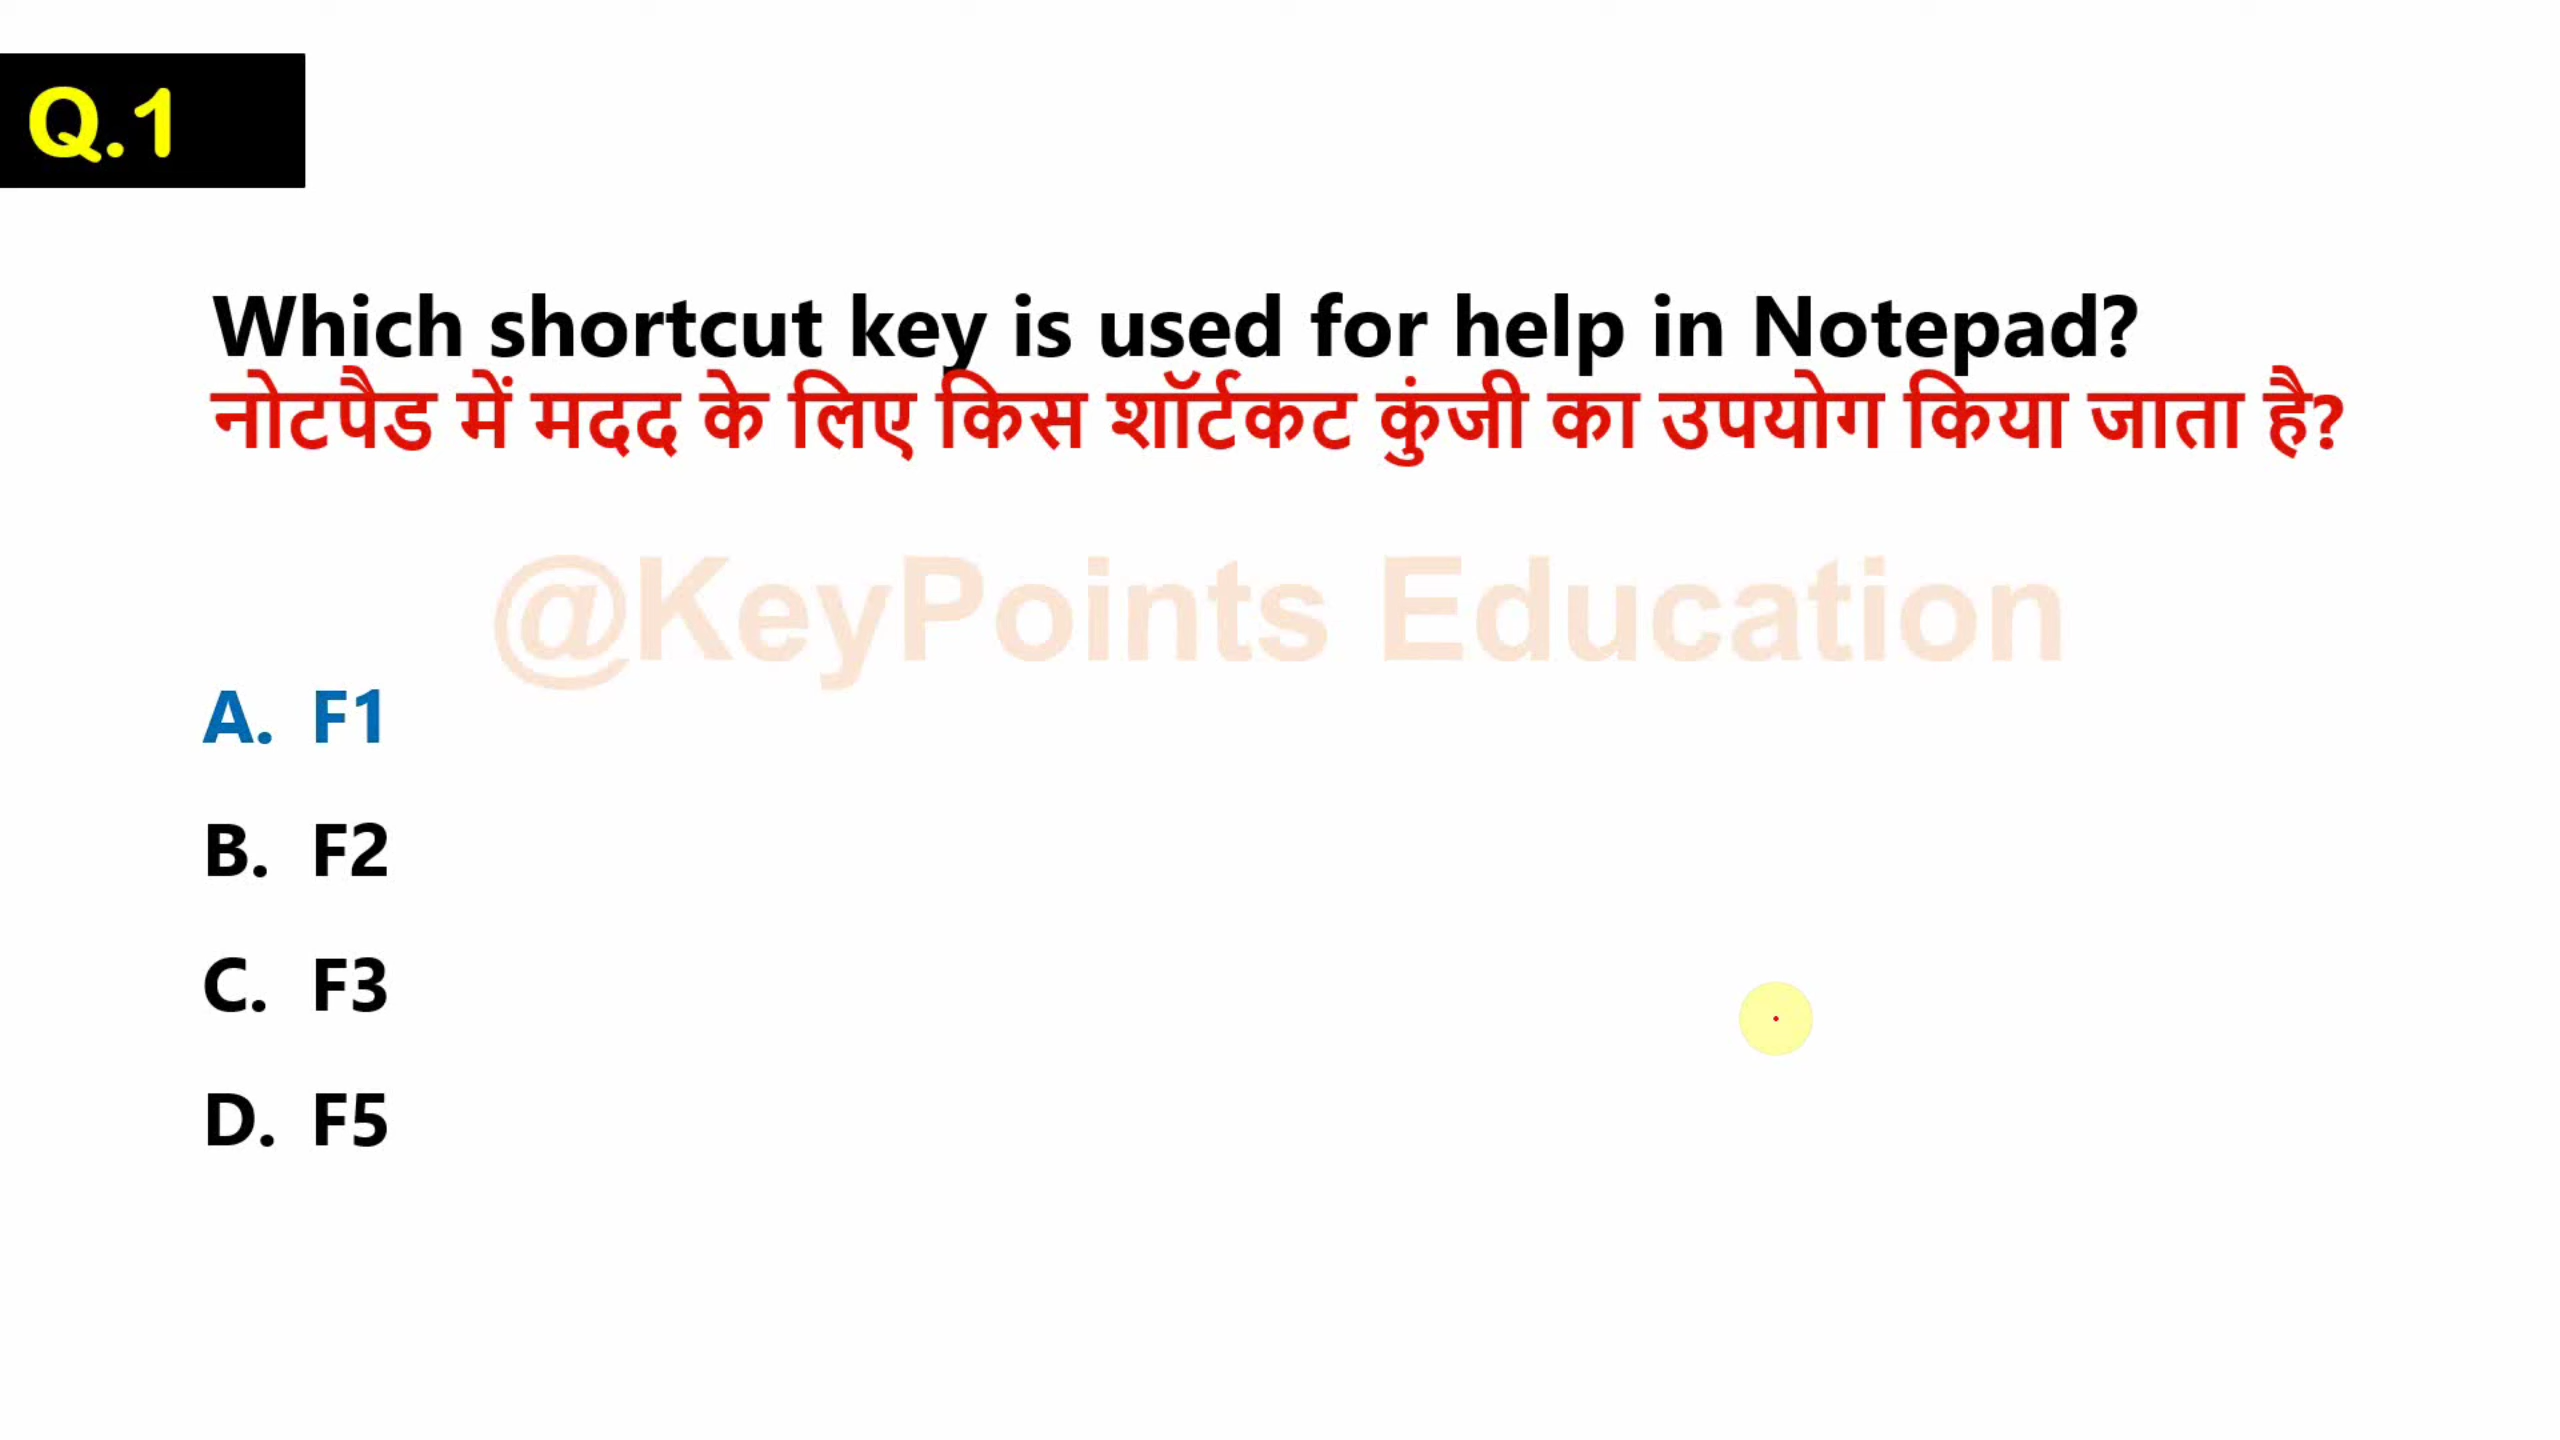 Q.1
Which shortcut key is used for help in Notepad?
नोटपैड में मदद के लिए किस शॉर्टकट कुंजी का उपयोग किया जाता है?
@KeyPoints Education
A. F1
B. F2
C. F3
D. F5